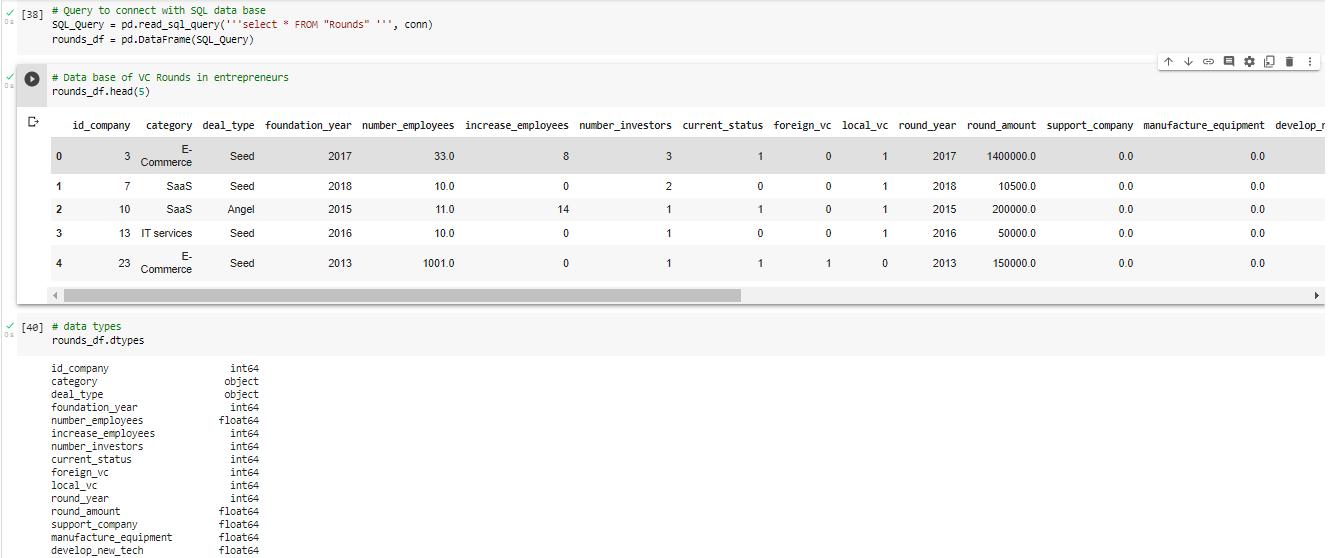 [38] # Query to connect with SQL data base
SQL_Query = pd.read_sql_query('''select * FROM "Rounds" ''', conn)
rounds_df = pd.DataFrame(SQL_Query)
0s
# Data base of VC Rounds in entrepreneurs
rounds_df.head(5)
0s
id_company category deal_type foundation_year number_employees increase_employees number_investors current_status foreign_vc local_vc round_year round_amount support_company manufacture_equipment
0 3 E-Commerce Seed 2017 33.0 8 3 1 0 1 2017 1400000.0 0.0 0.0
1 7 SaaS Seed 2018 10.0 0 2 0 0 1 2018 10500.0 0.0 0.0
2 10 SaaS Angel 2015 11.0 14 1 1 0 1 2015 200000.0 0.0 0.0
3 13 IT services Seed 2016 10.0 0 1 0 0 1 2016 50000.0 0.0 0.0
4 23 E-Commerce Seed 2013 1001.0 0 1 1 1 0 2013 150000.0 0.0 0.0
[40] # data types
rounds_df.dtypes
0s
id_company int64
category object
deal_type object
foundation_year int64
number_employees float64
increase_employees int64
number_investors int64
current_status int64
foreign_vc int64
local_vc int64
round_year int64
round_amount float64
support_company float64
manufacture_equipment float64
develop_new_tech float64